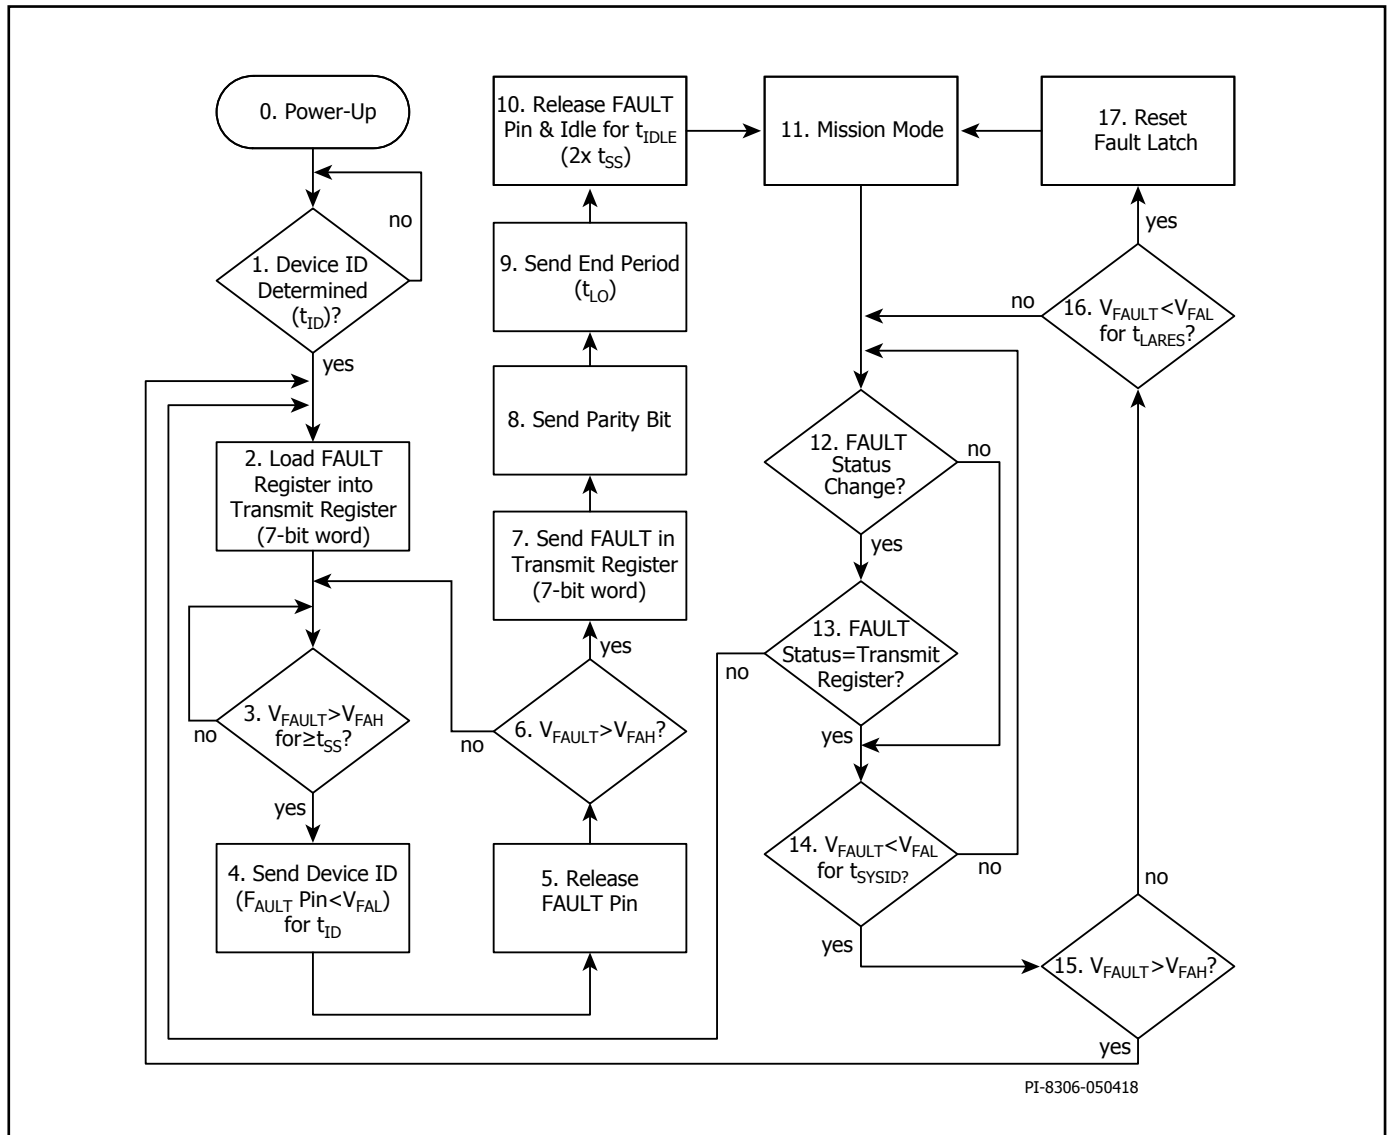 0. Power-Up
no
1. Device ID
Determined
(tID)?
yes
2. Load FAULT
Register into
Transmit Register
(7-bit word)
3. VFAULT>VFAH
for≥tSS?
no
yes
4. Send Device ID
(FAULT Pin<VFAL)
for tID
5. Release
FAULT Pin
6. VFAULT>VFAH?
no
yes
7. Send FAULT in
Transmit Register
(7-bit word)
8. Send Parity Bit
9. Send End Period
(tLO)
10. Release FAULT
Pin & Idle for tIDLE
(2x tSS)
11. Mission Mode
12. FAULT
Status
Change?
no
yes
13. FAULT
Status=Transmit
Register?
no
yes
14. VFAULT<VFAL
for tSYSID?
no
yes
15. VFAULT>VFAH?
no
yes
16. VFAULT<VFAL
for tLARES?
no
yes
17. Reset
Fault Latch
PI-8306-050418